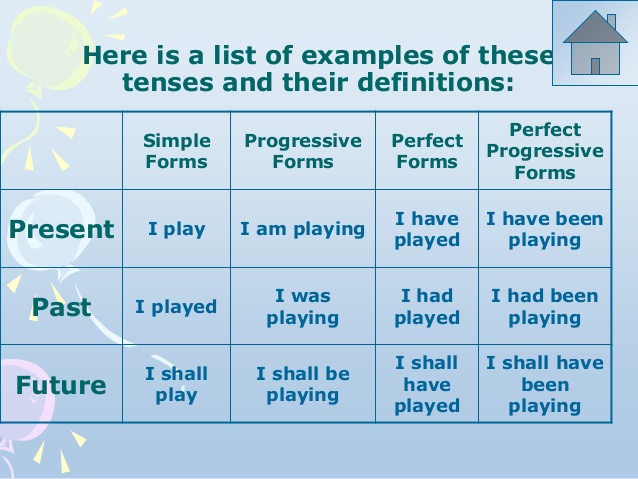 Here is a list of examples of these
tenses and their definitions:
Simple
Forms
Progressive
Forms
Perfect
Forms
Perfect
Progressive
Forms
Present
I play
I am playing
I have
played
I have been
playing
Past
I played
I was
playing
I had
played
I had been
playing
Future
I shall
play
I shall be
playing
I shall
have
played
I shall have
been
playing